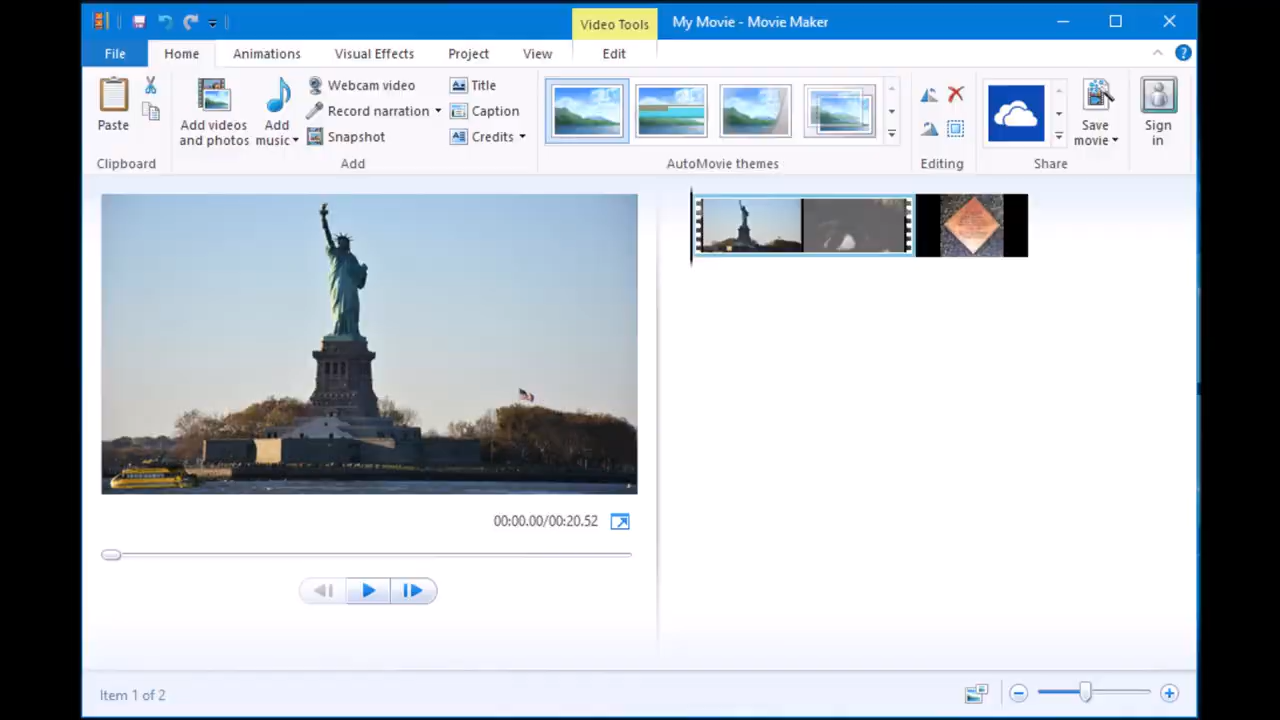 Video Tools
My Movie - Movie Maker
File
Home
Animations
Visual Effects
Project
View
Edit
Paste
Clipboard
Add videos
and photos
Add
music
Webcam video
Record narration
Snapshot
Title
Caption
Credits
Add
AutoMovie themes
Editing
Save
movie
Share
Sign
in
00:00.00/00:20.52
Item 1 of 2